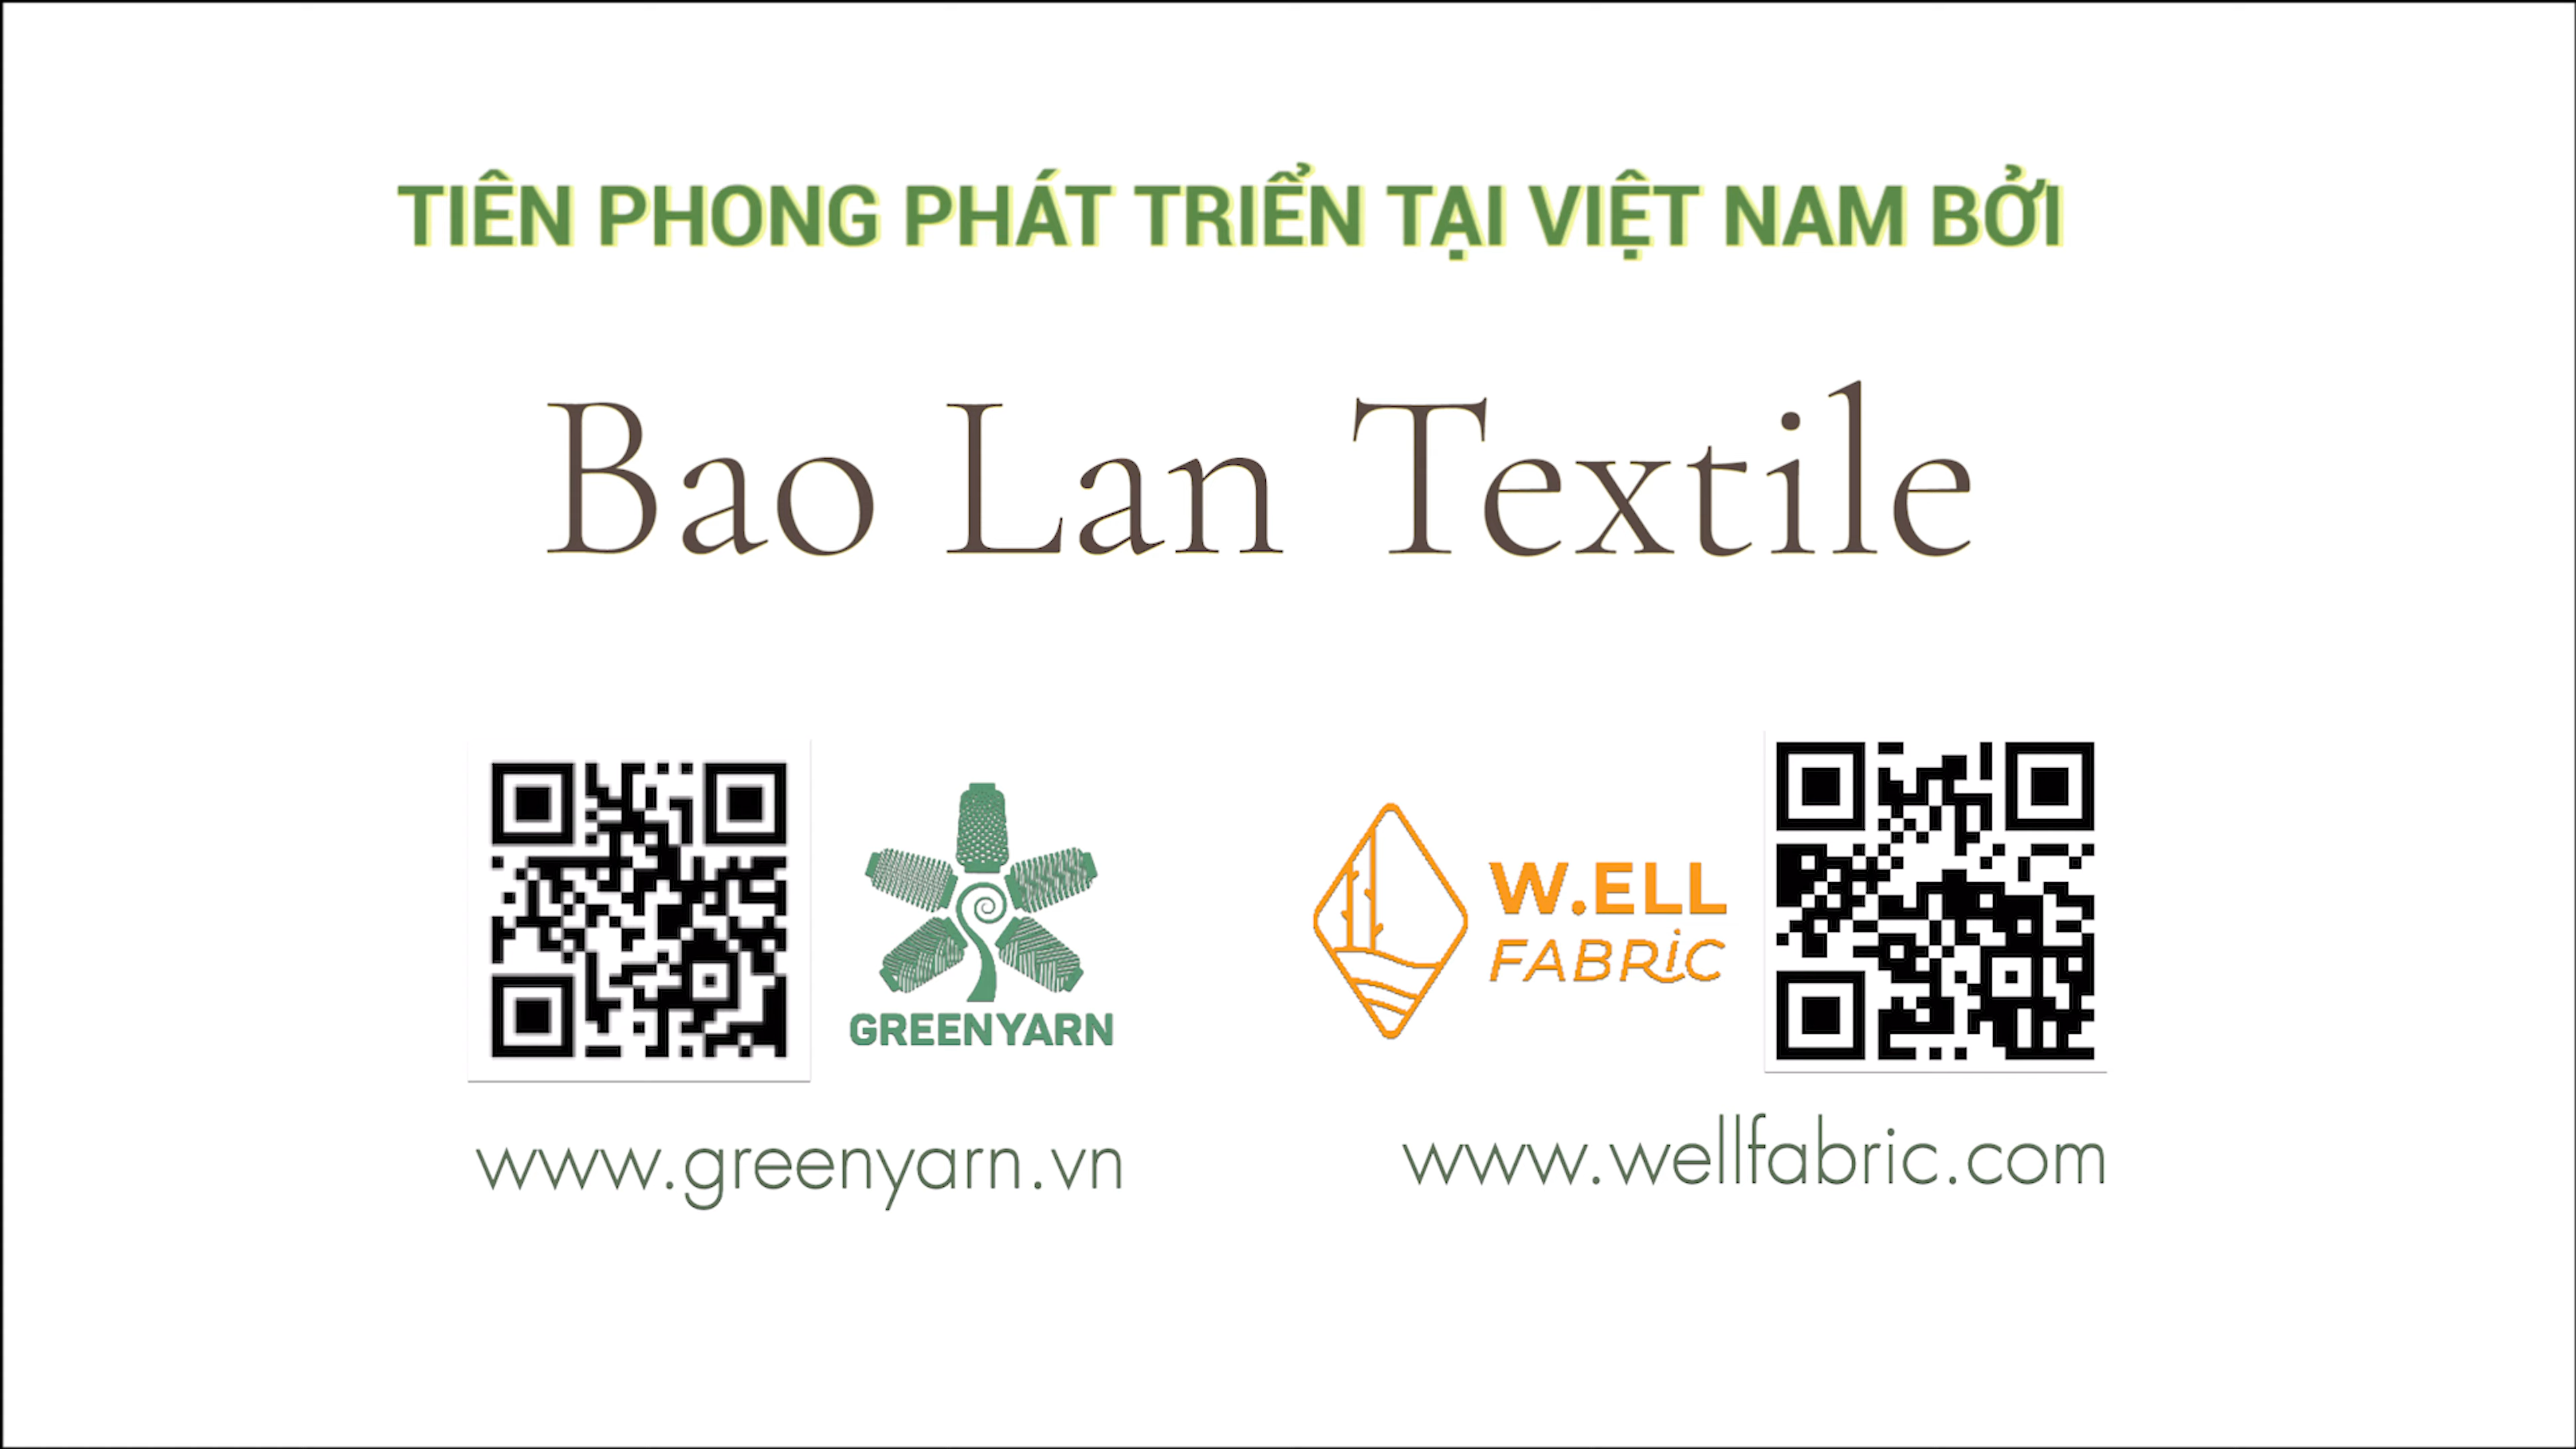 TIÊN PHONG PHÁT TRIỂN TẠI VIỆT NAM BỞI
Bao Lan Textile
GREENYARN
W.ELL
FABRiC
www.greenyarn.vn
www.wellfabric.com